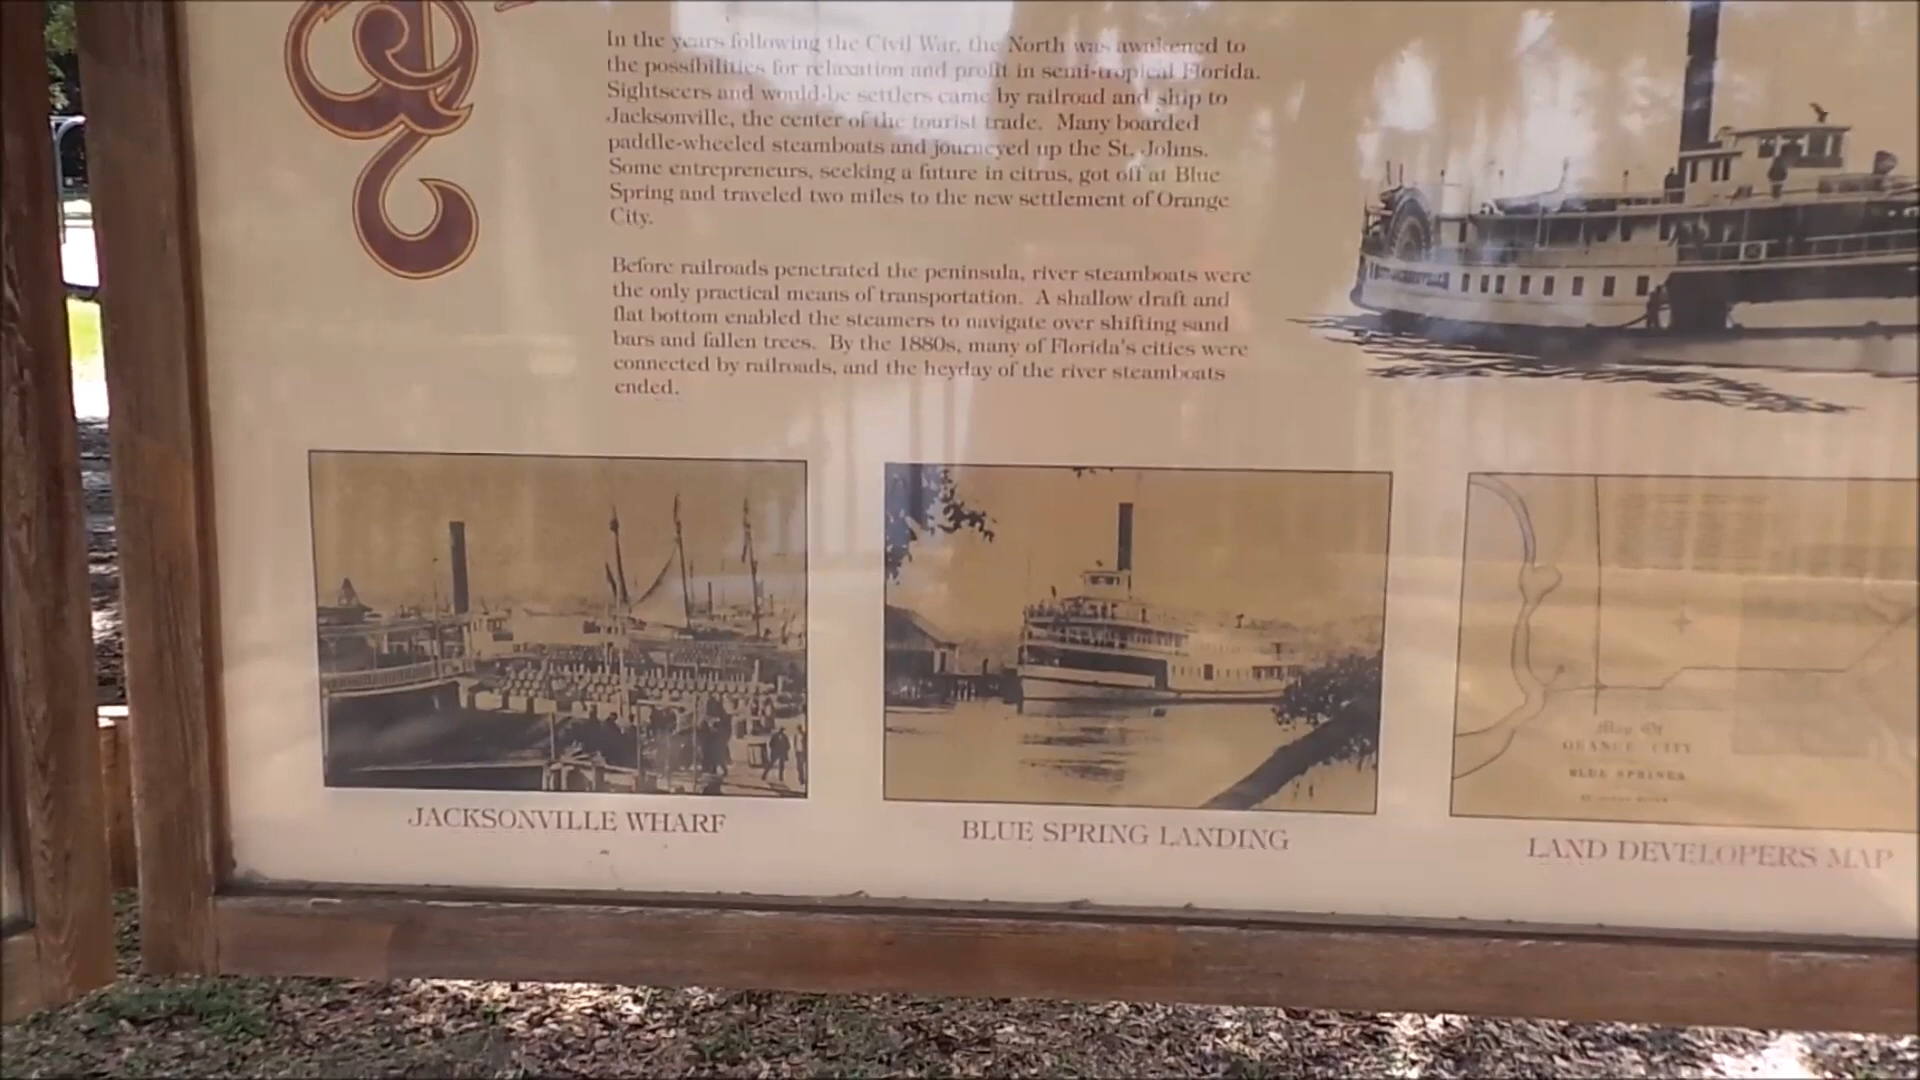 In the years following the Civil War, the North was awakened to
the possibilities for relaxation and profit in semi-tropical Florida.
Sightseers and would-be settlers came by railroad and ship to
Jacksonville, the center of the tourist trade. Many boarded
paddle-wheeled steamboats and journeyed up the St. Johns.
Some entrepreneurs, seeking a future in citrus, got off at Blue
Spring and traveled two miles to the new settlement of Orange
City.
Before railroads penetrated the peninsula, river steamboats were
the only practical means of transportation. A shallow draft and
flat bottom enabled the steamers to navigate over shifting sand
bars and fallen trees. By the 1880s, many of Florida's cities were
connected by railroads, and the heyday of the river steamboats
ended.
Map Of
ORANGE CITY
BLUE SPRINGS
JACKSONVILLE WHARF
BLUE SPRING LANDING
LAND DEVELOPERS MAP